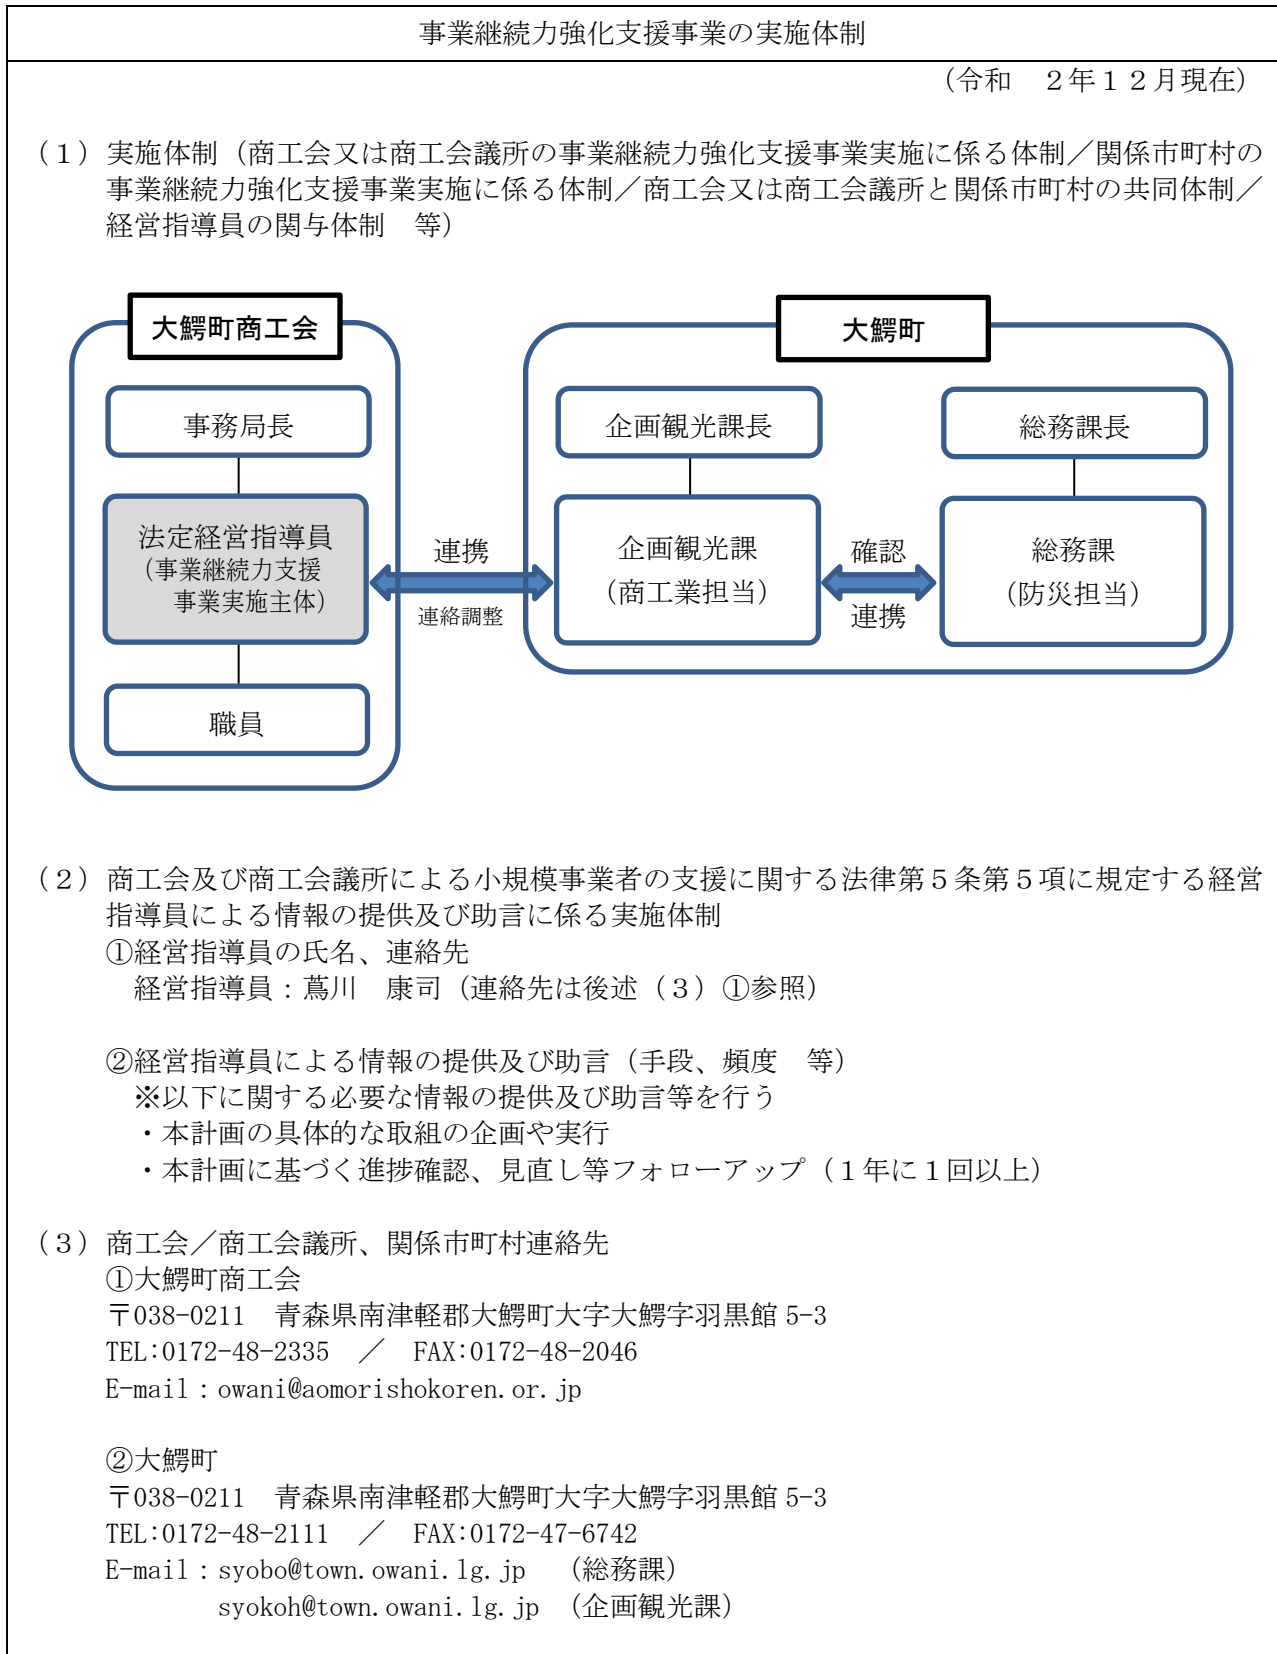 事業継続力強化支援事業の実施体制
(令和　２年１２月現在)
(１) 実施体制 (商工会又は商工会議所の事業継続力強化支援事業実施に係る体制／関係市町村の
事業継続力強化支援事業実施に係る体制／商工会又は商工会議所と関係市町村の共同体制／
経営指導員の関与体制　等)
大鰐町商工会
事務局長
法定経営指導員
(事業継続力支援
事業実施主体)
職員
連携
連絡調整
大鰐町
企画観光課長
企画観光課
(商工業担当)
確認
連携
総務課長
総務課
(防災担当)
(２) 商工会及び商工会議所による小規模事業者の支援に関する法律第５条第５項に規定する経営
指導員による情報の提供及び助言に係る実施体制
①経営指導員の氏名、連絡先
経営指導員：蔦川　康司 (連絡先は後述 (３) ①参照)
②経営指導員による情報の提供及び助言 (手段、頻度　等)
※以下に関する必要な情報の提供及び助言等を行う
・本計画の具体的な取組の企画や実行
・本計画に基づく進捗確認、見直し等フォローアップ (１年に１回以上)
(３) 商工会／商工会議所、関係市町村連絡先
①大鰐町商工会
〒038-0211　青森県南津軽郡大鰐町大字大鰐字羽黒館 5-3
TEL:0172-48-2335　／　FAX:0172-48-2046
E-mail：owani@aomorishokoren.or.jp
②大鰐町
〒038-0211　青森県南津軽郡大鰐町大字大鰐字羽黒館 5-3
TEL:0172-48-2111　／　FAX:0172-47-6742
E-mail：syobo@town.owani.lg.jp　(総務課)
syokoh@town.owani.lg.jp　(企画観光課)